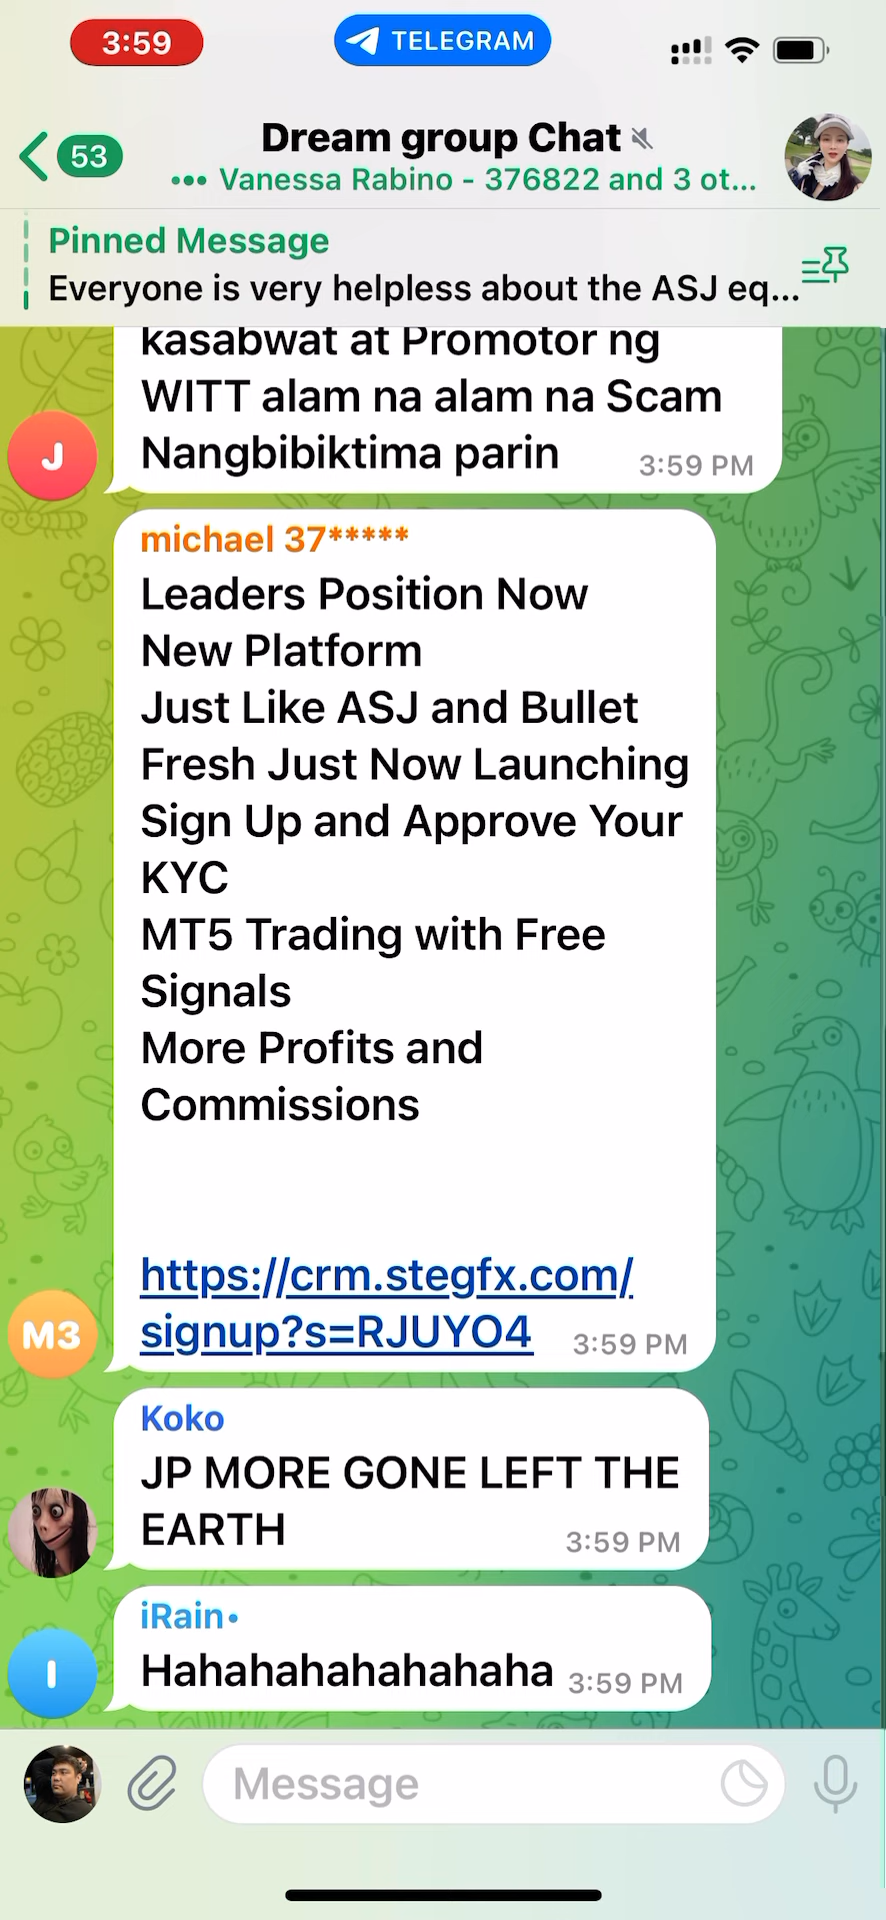 3:59
TELEGRAM
53
Dream group Chat
••• Vanessa Rabino - 376822 and 3 ot...
Pinned Message
Everyone is very helpless about the ASJ eq...
kasabwat at Promotor ng
WITT alam na alam na Scam
Nangbibiktima parin
3:59 PM
J
michael 37*****
Leaders Position Now
New Platform
Just Like ASJ and Bullet
Fresh Just Now Launching
Sign Up and Approve Your
KYC
MT5 Trading with Free
Signals
More Profits and
Commissions
https://crm.stegfx.com/
signup?s=RJUYO4
3:59 PM
M3
Koko
JP MORE GONE LEFT THE
EARTH
3:59 PM
iRain•
Hahahahahahahaha
3:59 PM
I
Message